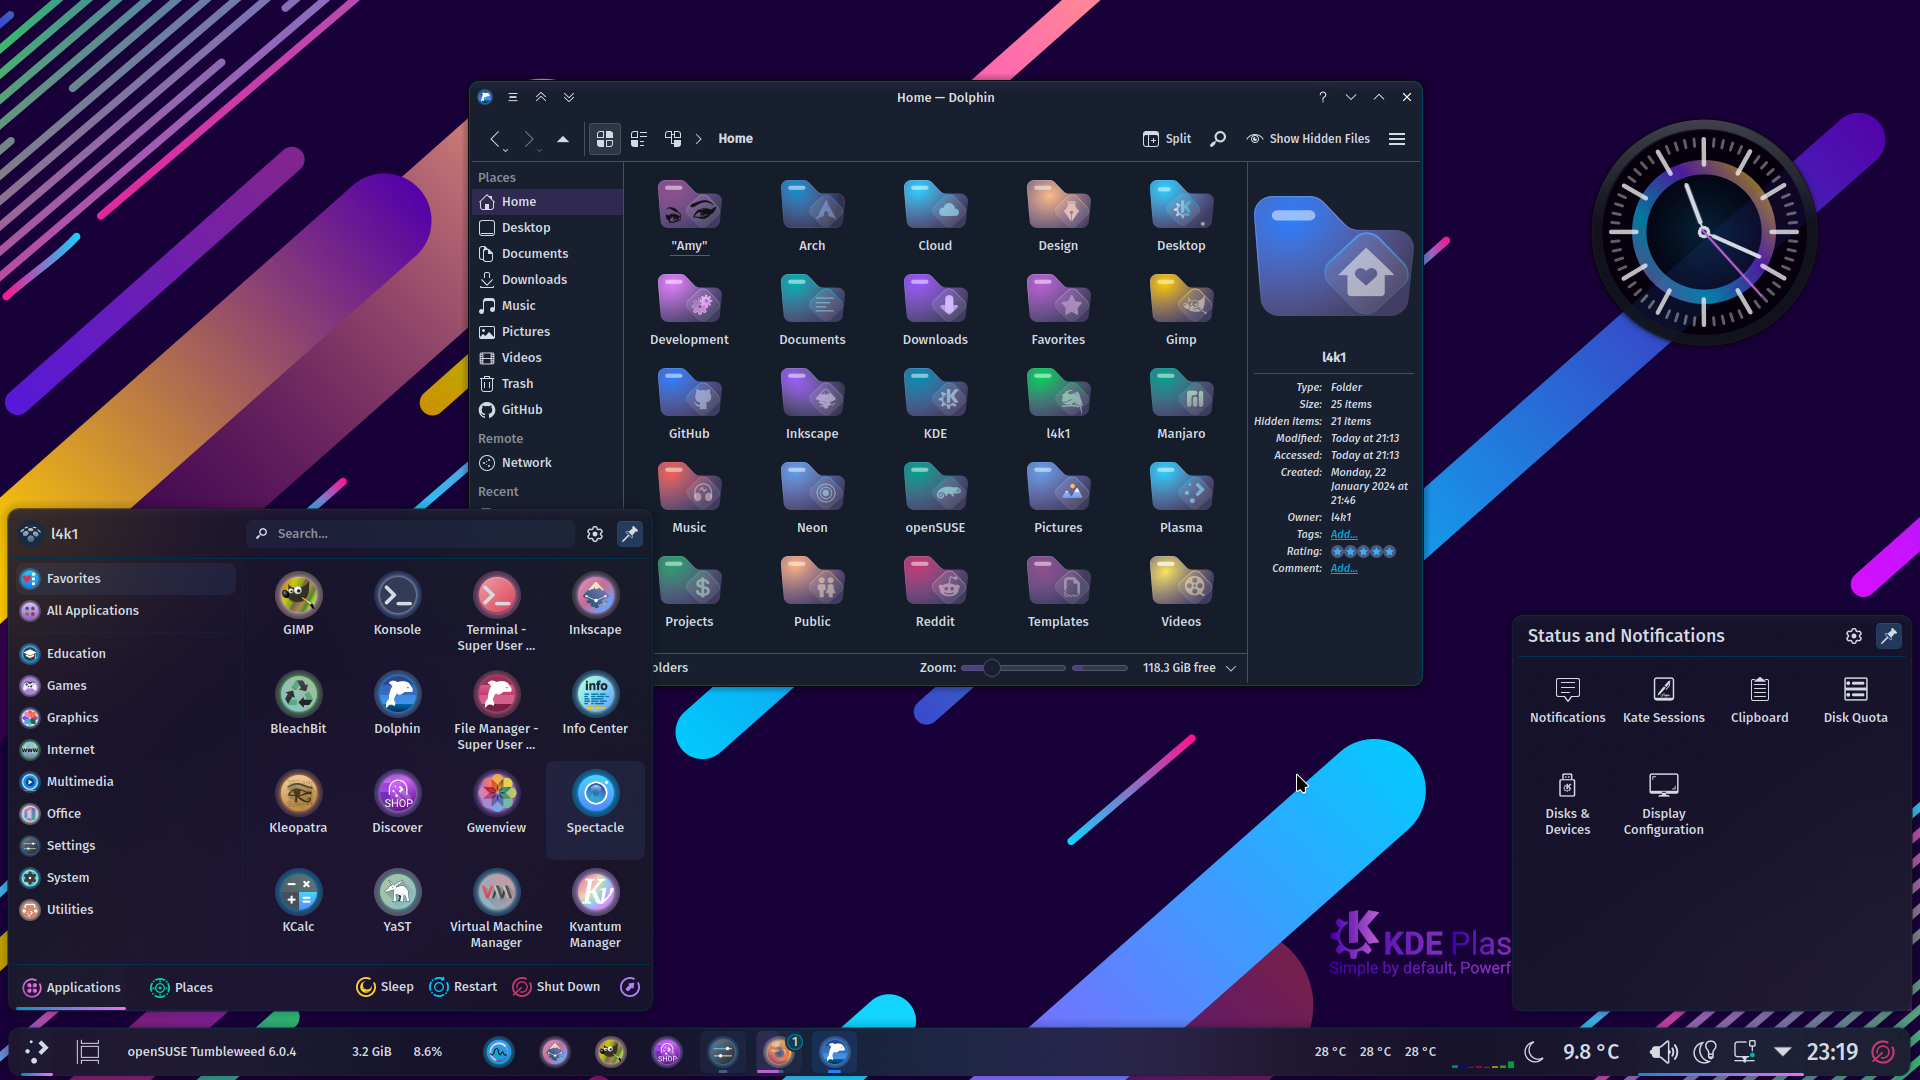 Home — Dolphin
?
Home
Split
Show Hidden Files
Places
Home
Desktop
Documents
Downloads
Music
Pictures
Videos
Trash
GitHub
Remote
Network
Recent
"Amy"
Arch
Cloud
Design
Desktop
Development
Documents
Downloads
Favorites
Gimp
GitHub
Inkscape
KDE
l4k1
Manjaro
Music
Neon
openSUSE
Pictures
Plasma
Projects
Public
Reddit
Templates
Videos
olders
Zoom:
118.3 GiB free
l4k1
Type: Folder
Size: 25 items
Hidden items: 21 items
Modified: Today at 21:13
Accessed: Today at 21:13
Created: Monday, 22
January 2024 at
21:46
Owner: l4k1
Tags: Add...
Rating:
Comment: Add...
l4k1
Search...
Favorites
All Applications
Education
Games
Graphics
Internet
Multimedia
Office
Settings
System
Utilities
GIMP
Konsole
Terminal -
Super User ...
Inkscape
BleachBit
Dolphin
File Manager -
Super User ...
info
Info Center
Kleopatra
SHOP
Discover
Gwenview
Spectacle
KCalc
YaST
Virtual Machine
Manager
Kvantum
Manager
Applications
Places
Sleep
Restart
Shut Down
Status and Notifications
Notifications
Kate Sessions
Clipboard
Disk Quota
Disks &
Devices
Display
Configuration
KDE Plas
Simple by default, Powerf
openSUSE Tumbleweed 6.0.4
3.2 GiB
8.6%
SHOP
1
28 °C
28 °C
28 °C
9.8 °C
23:19